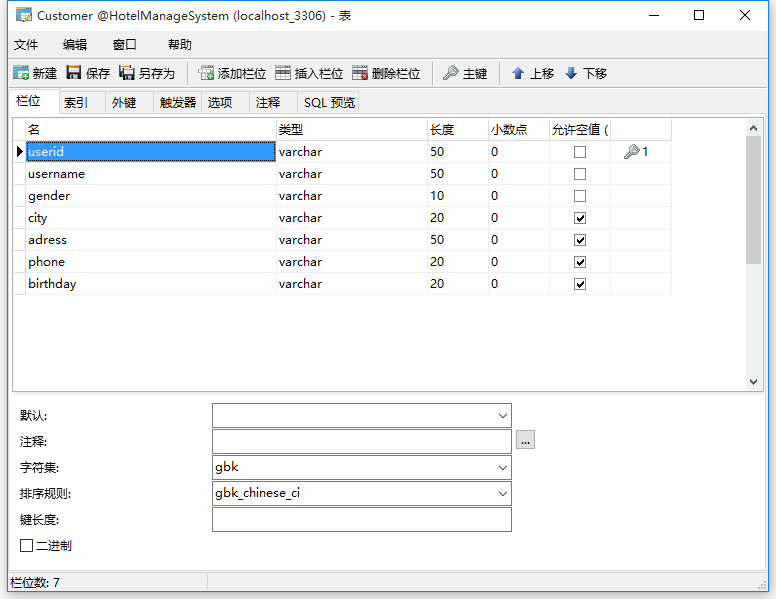 Customer @HotelManageSystem (localhost_3306) - 表
文件 编辑 窗口 帮助
新建 保存 另存为 添加栏位 插入栏位 删除栏位 主键 上移 下移
栏位 索引 外键 触发器 选项 注释 SQL 预览
名 类型 长度 小数点 允许空值 (
userid varchar 50 0 1
username varchar 50 0
gender varchar 10 0
city varchar 20 0
adress varchar 50 0
phone varchar 20 0
birthday varchar 20 0
默认:
注释: ...
字符集: gbk
排序规则: gbk_chinese_ci
键长度:
二进制
栏位数: 7